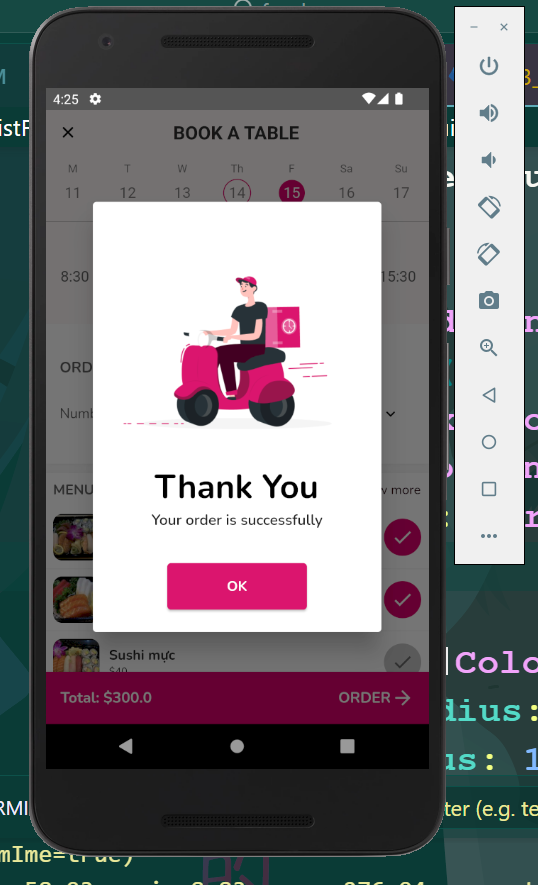 4:25
BOOK A TABLE
M T W Th F Sa Su
11 12 13 14 15 16 17
8:30
15:30
ORD
Numb
Thank You
Your order is successfully
OK
MENU
w more
Sushi mực
$40
Total: $300.0
ORDER
Colo
dius:
us: 1
RMI
ter (e.g. te
mIme=true)